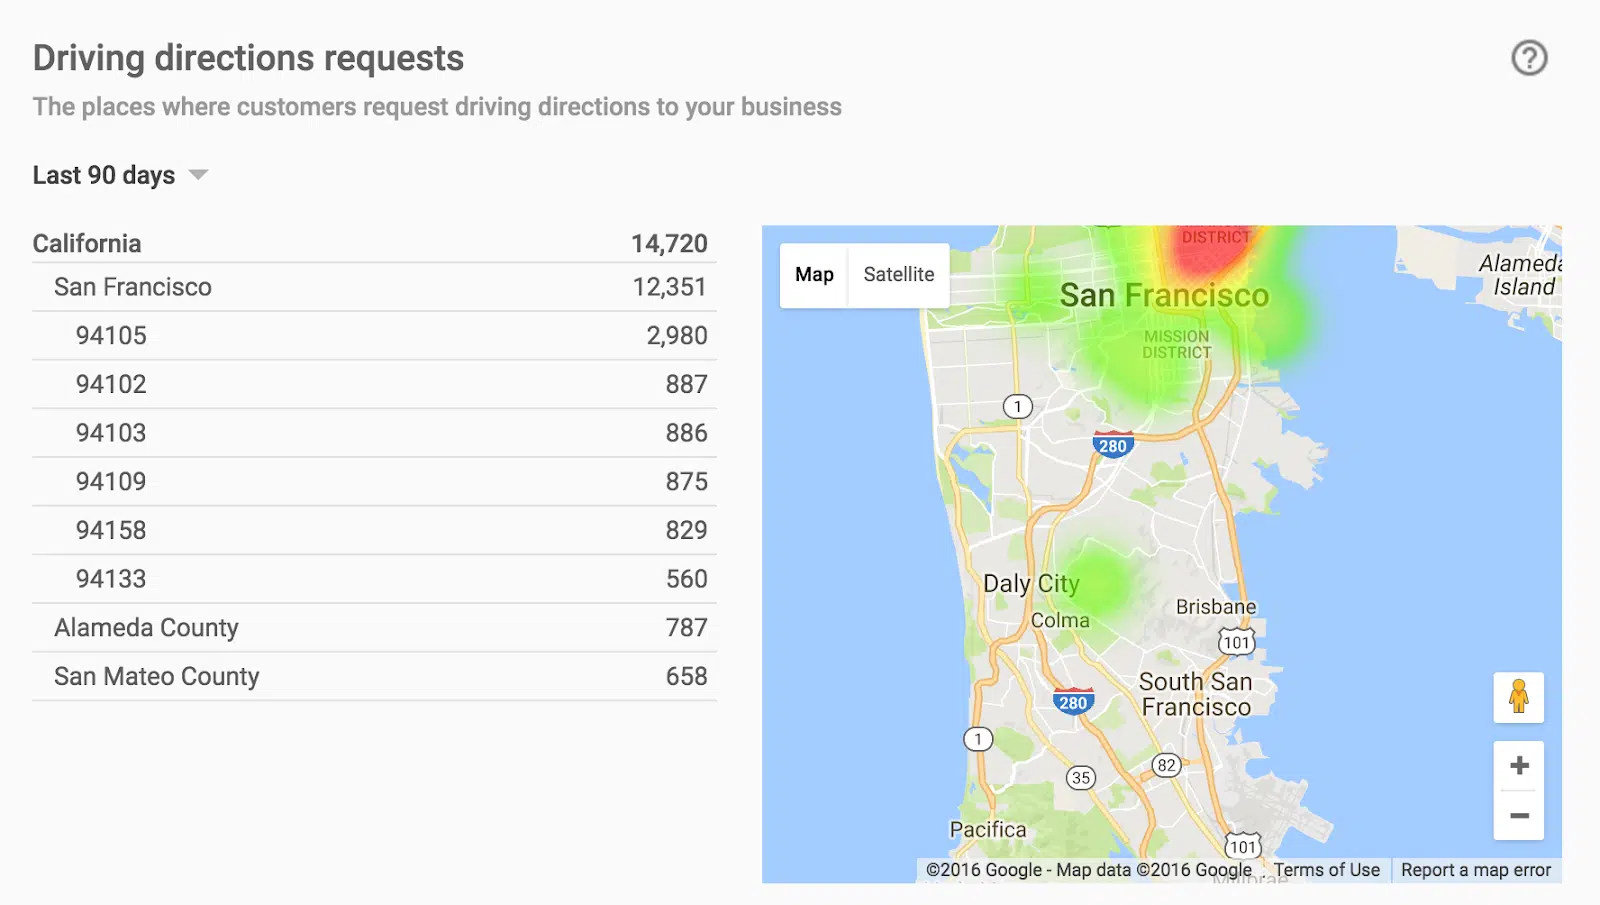 Driving directions requests
The places where customers request driving directions to your business
Last 90 days
California 14,720
San Francisco 12,351
94105 2,980
94102 887
94103 886
94109 875
94158 829
94133 560
Alameda County 787
San Mateo County 658
Map Satellite
DISTRICT
Alameda
Island
San Francisco
MISSION
DISTRICT
1
280
Daly City
Colma
Brisbane
101
South San
Francisco
280
1
35
82
Pacifica
101
Millbrae
©2016 Google - Map data ©2016 Google Terms of Use Report a map error